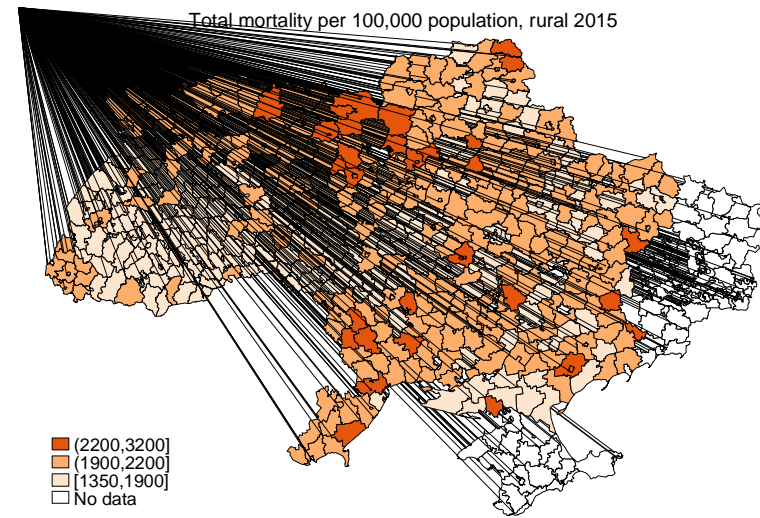 Total mortality per 100,000 population, rural 2015
(2200,3200]
(1900,2200]
[1350,1900]
No data